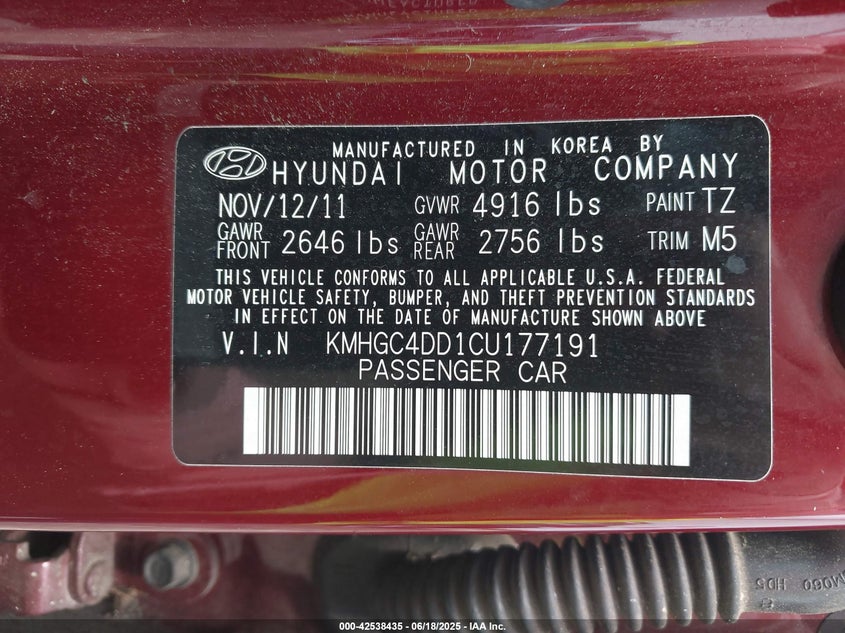 MANUFACTURED IN KOREA BY
HYUNDAI MOTOR COMPANY
NOV/12/11 GVWR 4916 lbs PAINT TZ
GAWR FRONT 2646 lbs GAWR REAR 2756 lbs TRIM M5
THIS VEHICLE CONFORMS TO ALL APPLICABLE U.S.A. FEDERAL
MOTOR VEHICLE SAFETY, BUMPER, AND THEFT PREVENTION STANDARDS
IN EFFECT ON THE DATE OF MANUFACTURE SHOWN ABOVE
V.I.N KMHGC4DD1CU177191
PASSENGER CAR
HD5
000-42538435 - 06/18/2025 - IAA Inc.